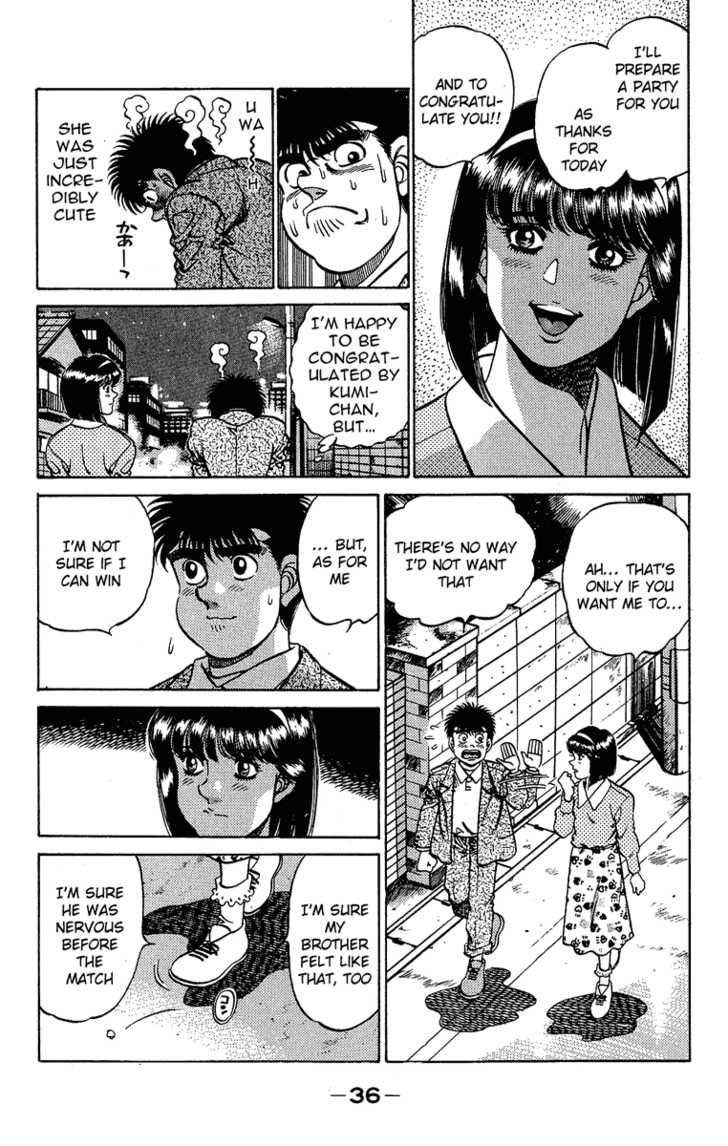 I'LL
PREPARE
A PARTY
FOR YOU
AS
THANKS
FOR
TODAY
AND TO
CONGRATU-
LATE YOU!!
U
WA
〜
H
SHE
WAS
JUST
INCRE-
DIBLY
CUTE
かあーっ
I'M HAPPY
TO BE
CONGRAT-
ULATED BY
KUMI-
CHAN,
BUT...
AH... THAT'S
ONLY IF YOU
WANT ME TO...
THERE'S NO WAY
I'D NOT WANT
THAT
... BUT,
AS FOR
ME
I'M NOT
SURE IF I
CAN WIN
I'M SURE
MY
BROTHER
FELT LIKE
THAT, TOO
I'M SURE
HE WAS
NERVOUS
BEFORE
THE
MATCH
コン
—36—